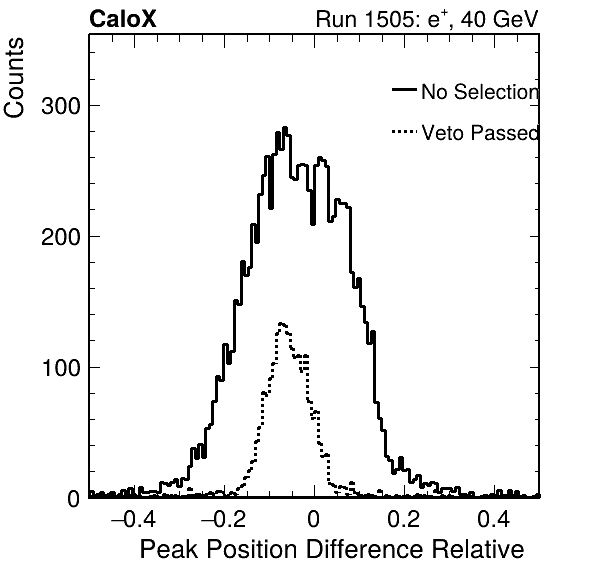 CaloX Run 1505: e⁺, 40 GeV
Counts
No Selection
Veto Passed
300
200
100
0
−0.4 −0.2 0 0.2 0.4
Peak Position Difference Relative